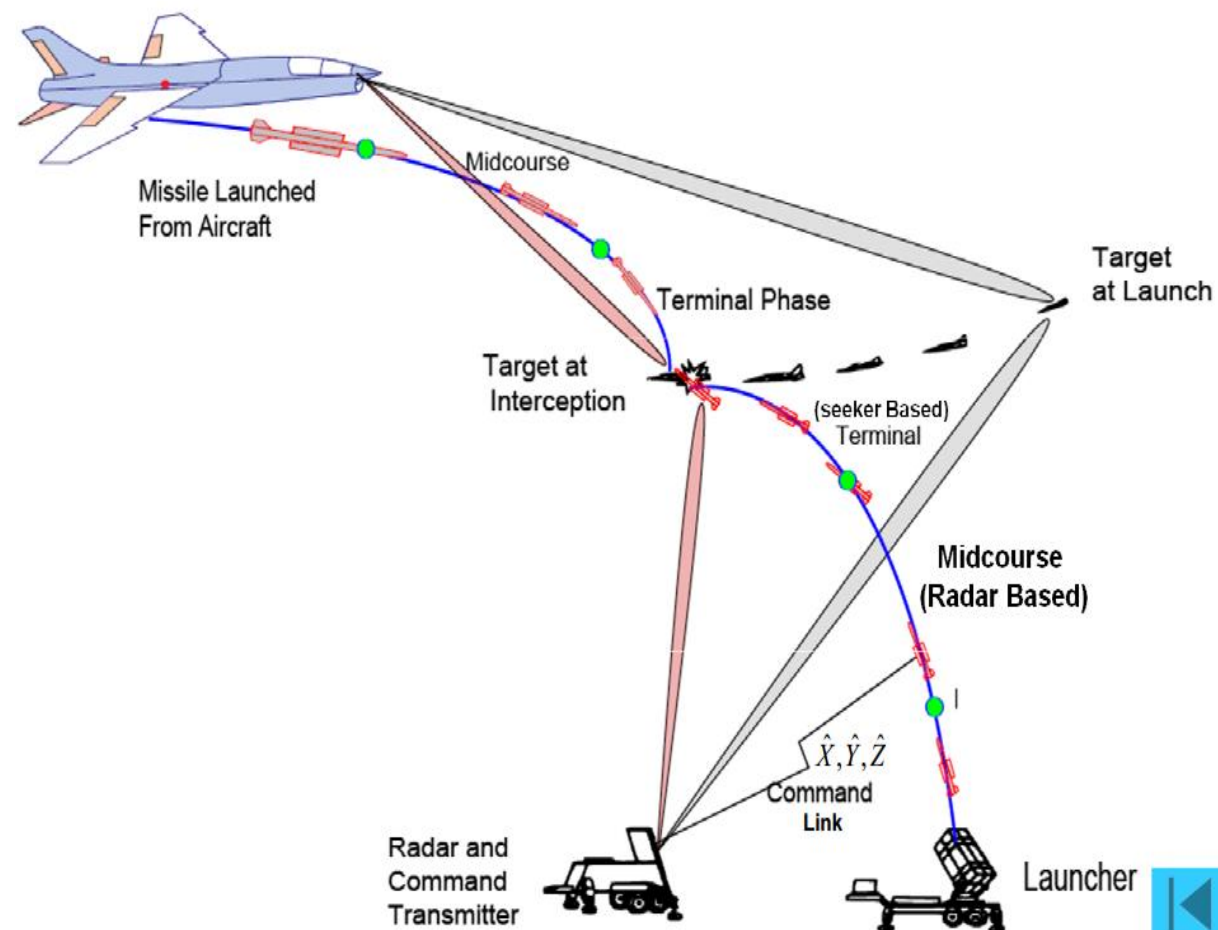 Midcourse
Missile Launched
From Aircraft
Target
at Launch
Terminal Phase
Target at
Interception
(seeker Based)
Terminal
Midcourse
(Radar Based)
|
X̂,Ŷ,Ẑ
Command
Link
Radar and
Command
Transmitter
Launcher